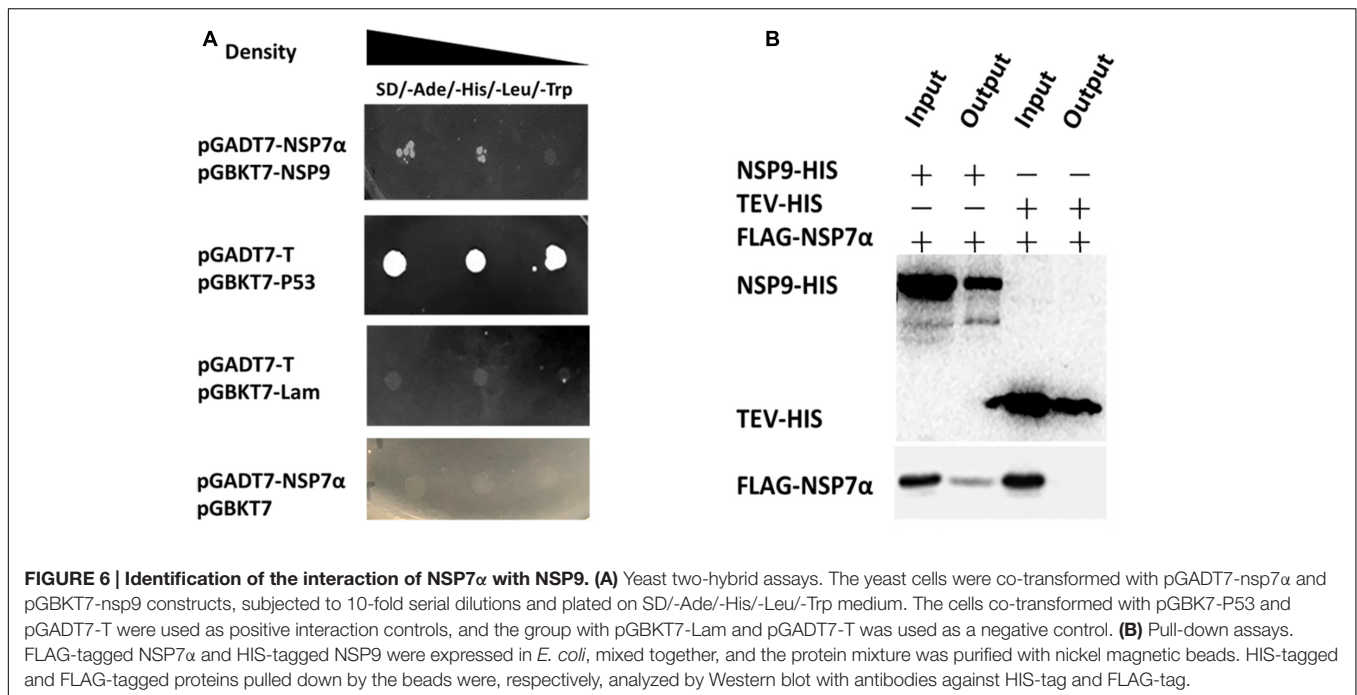 A
Density
SD/-Ade/-His/-Leu/-Trp
pGADT7-NSP7α
pGBKT7-NSP9
pGADT7-T
pGBKT7-P53
pGADT7-T
pGBKT7-Lam
pGADT7-NSP7α
pGBKT7
B
Input Output Input Output
NSP9-HIS + + − −
TEV-HIS − − + +
FLAG-NSP7α + + + +
NSP9-HIS
TEV-HIS
FLAG-NSP7α
FIGURE 6 | Identification of the interaction of NSP7α with NSP9. (A) Yeast two-hybrid assays. The yeast cells were co-transformed with pGADT7-nsp7α and
pGBKT7-nsp9 constructs, subjected to 10-fold serial dilutions and plated on SD/-Ade/-His/-Leu/-Trp medium. The cells co-transformed with pGBK7-P53 and
pGADT7-T were used as positive interaction controls, and the group with pGBKT7-Lam and pGADT7-T was used as a negative control. (B) Pull-down assays.
FLAG-tagged NSP7α and HIS-tagged NSP9 were expressed in E. coli, mixed together, and the protein mixture was purified with nickel magnetic beads. HIS-tagged
and FLAG-tagged proteins pulled down by the beads were, respectively, analyzed by Western blot with antibodies against HIS-tag and FLAG-tag.